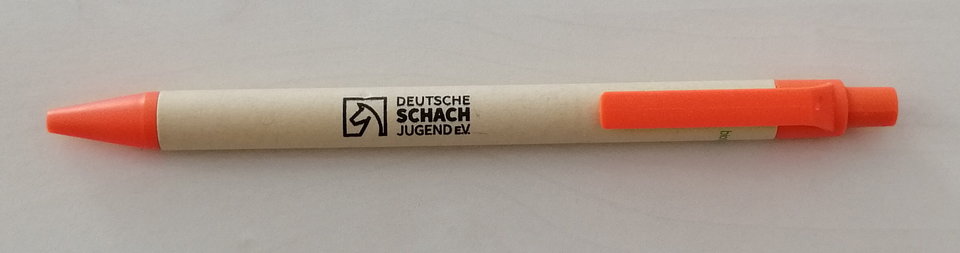 DEUTSCHE
SCHACH
JUGEND e.V.